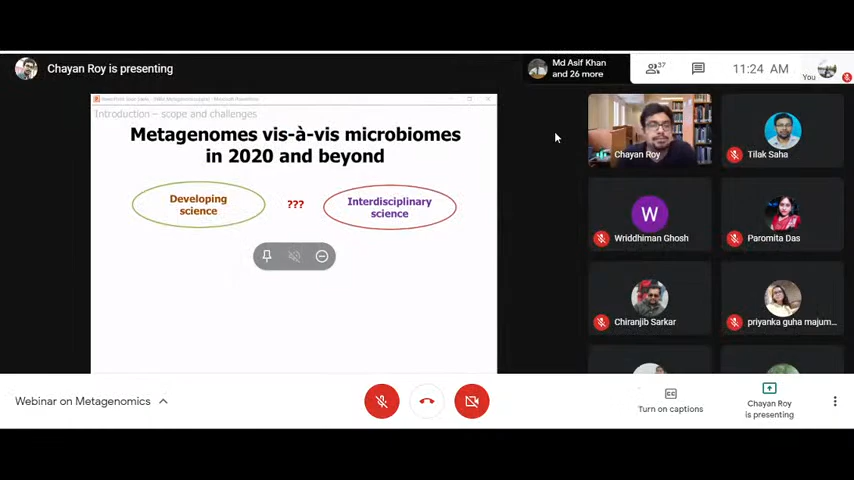 Chayan Roy is presenting
Md Asif Khan
and 26 more
37
11:24 AM
You
Introduction – scope and challenges
Metagenomes vis-à-vis microbiomes
in 2020 and beyond
Developing
science
???
Interdisciplinary
science
Chayan Roy
Tilak Saha
W
Wriddhiman Ghosh
Paromita Das
Chiranjib Sarkar
priyanka guha majum...
Webinar on Metagenomics
CC
Turn on captions
Chayan Roy
is presenting